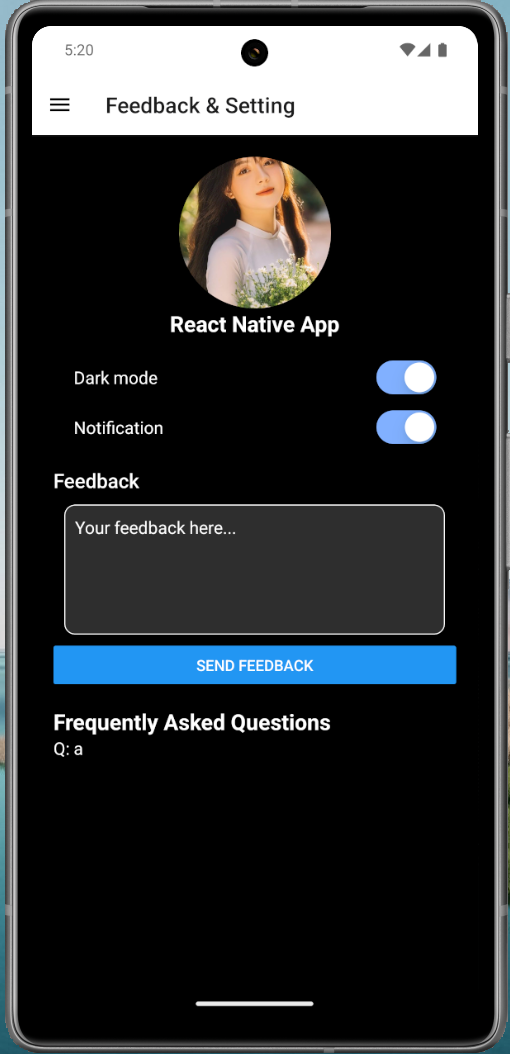 5:20
Feedback & Setting
React Native App
Dark mode
Notification
Feedback
Your feedback here...
SEND FEEDBACK
Frequently Asked Questions
Q: a